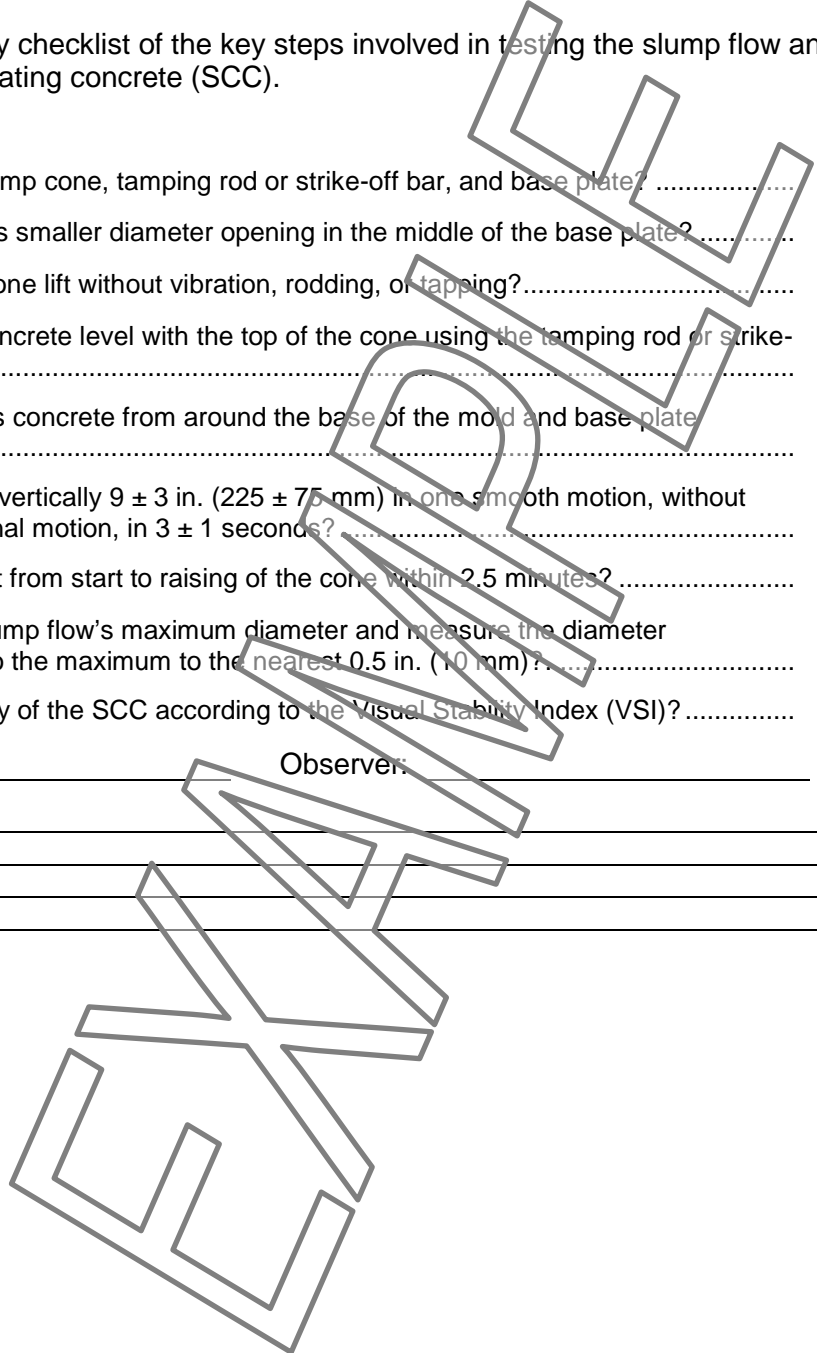 y checklist of the key steps involved in testing the slump flow an
ating concrete (SCC).
mp cone, tamping rod or strike-off bar, and base plate? ...................
s smaller diameter opening in the middle of the base plate? .............
one lift without vibration, rodding, or tapping?.....................................
ncrete level with the top of the cone using the tamping rod or strike-
.............................................................................................................
s concrete from around the base of the mold and base plate
.............................................................................................................
vertically 9 ± 3 in. (225 ± 75 mm) in one smooth motion, without
nal motion, in 3 ± 1 seconds? ..............................................................
t from start to raising of the cone within 2.5 minutes? ........................
ump flow's maximum diameter and measure the diameter
o the maximum to the nearest 0.5 in. (10 mm)?..................................
y of the SCC according to the Visual Stability Index (VSI)? ...............
Observer:
EXAMPLE